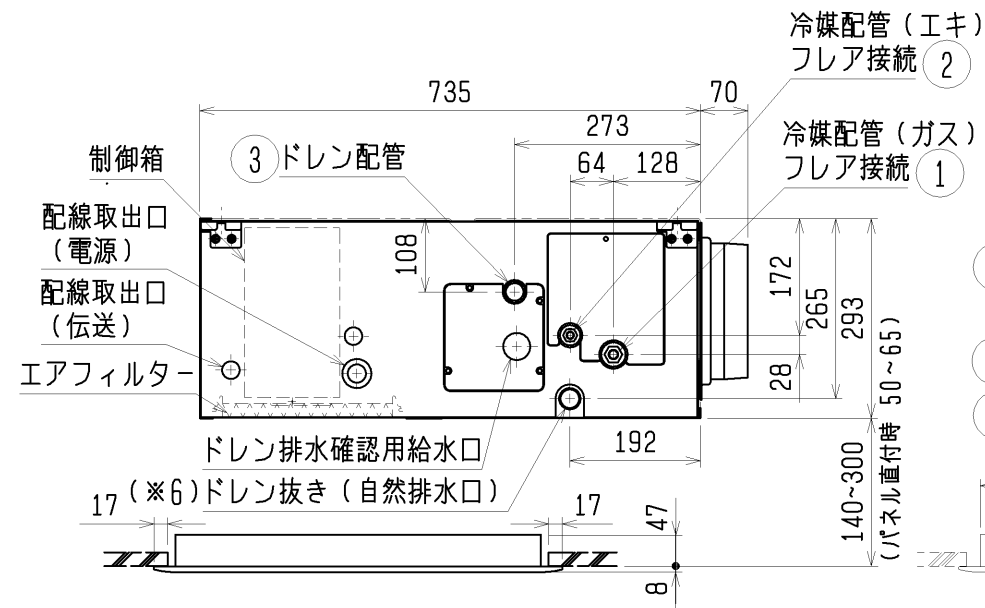 冷媒配管（エキ）
フレア接続 ②
735
70
273
冷媒配管（ガス）
フレア接続 ①
制御箱
③ ドレン配管
64
128
配線取出口
（電源）
108
172
265
293
配線取出口
（伝送）
エアフィルター
28
ドレン排水確認用給水口
192
(※6)ドレン抜き（自然排水口）
140~300
(パネル直付時 50~65)
17
17
47
8